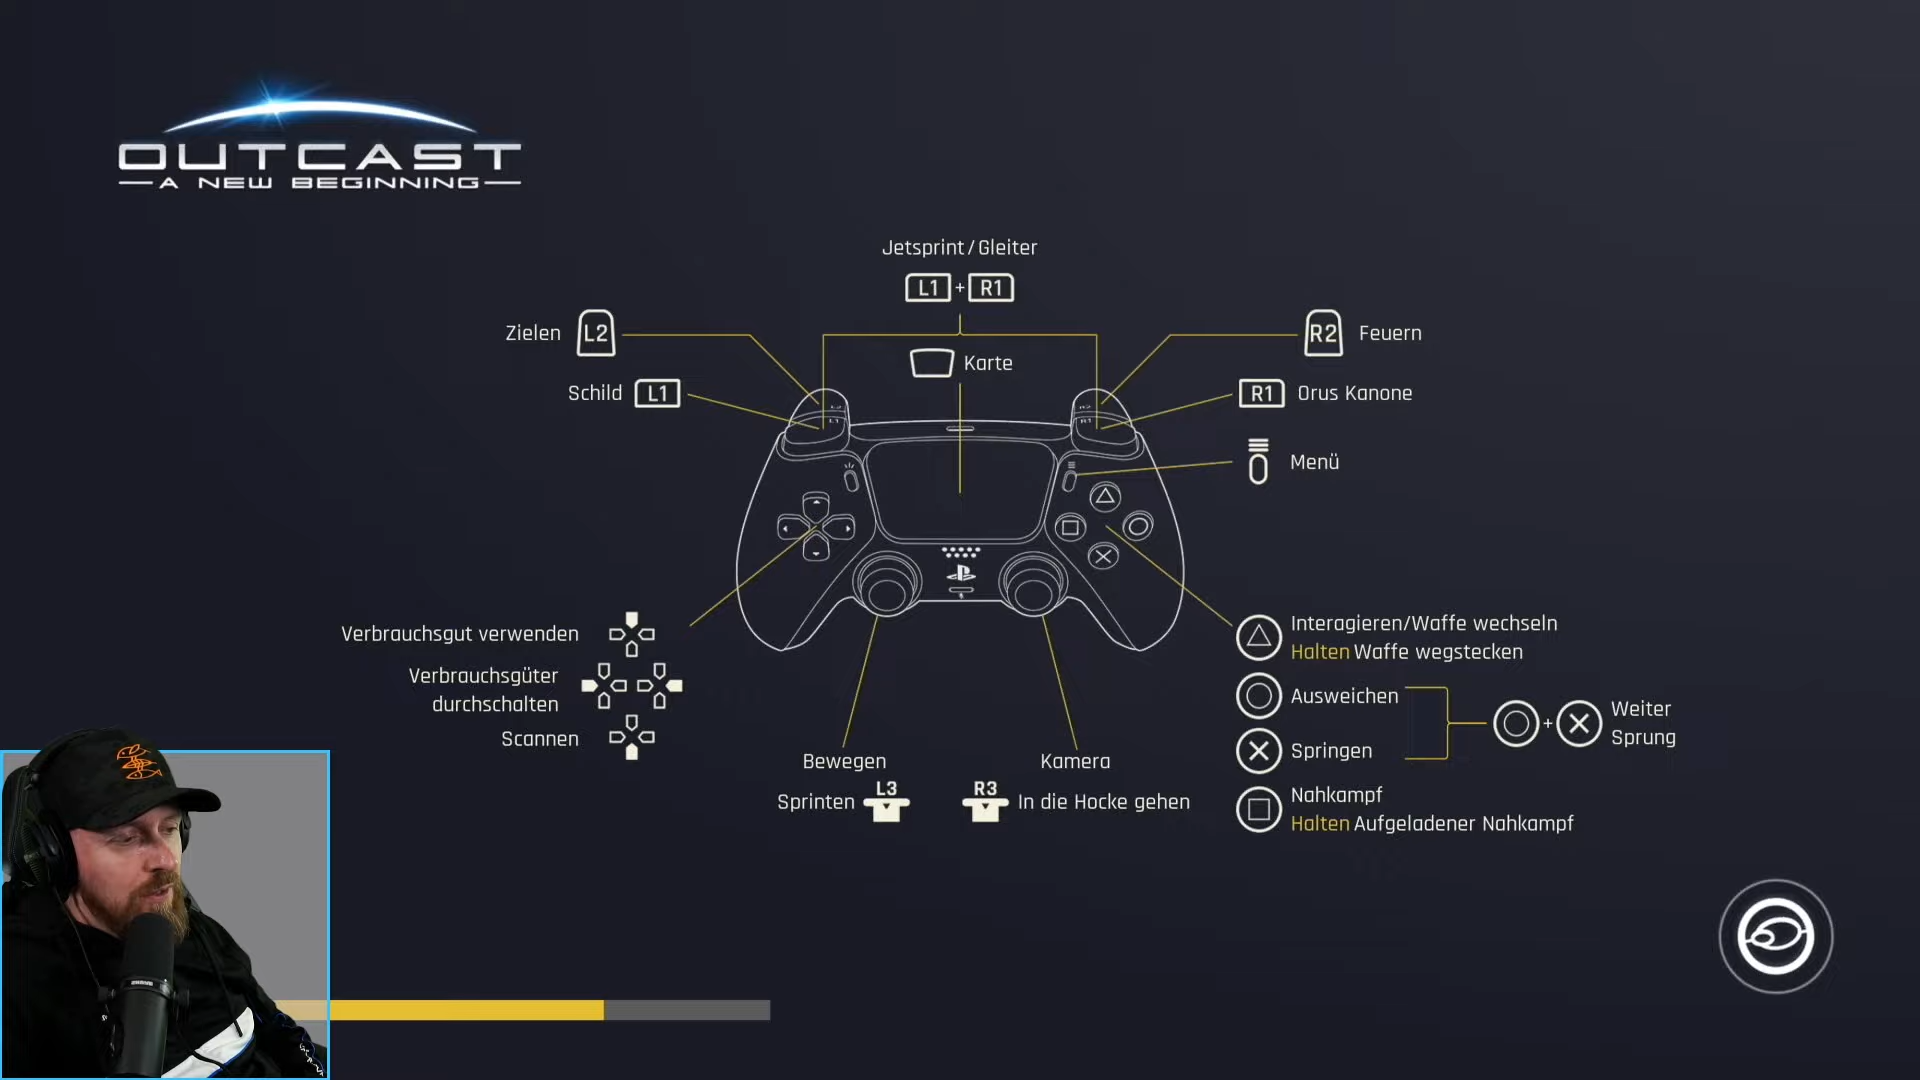 OUTCAST
A NEW BEGINNING
Jetsprint/Gleiter
L1 + R1
Zielen L2
R2 Feuern
Karte
Schild L1
R1 Orus Kanone
Menü
Verbrauchsgut verwenden
Verbrauchsgüter
durchschalten
Scannen
Bewegen
Sprinten L3
Kamera
R3 In die Hocke gehen
Interagieren/Waffe wechseln
Halten Waffe wegstecken
Ausweichen
Springen
+
Weiter
Sprung
Nahkampf
Halten Aufgeladener Nahkampf